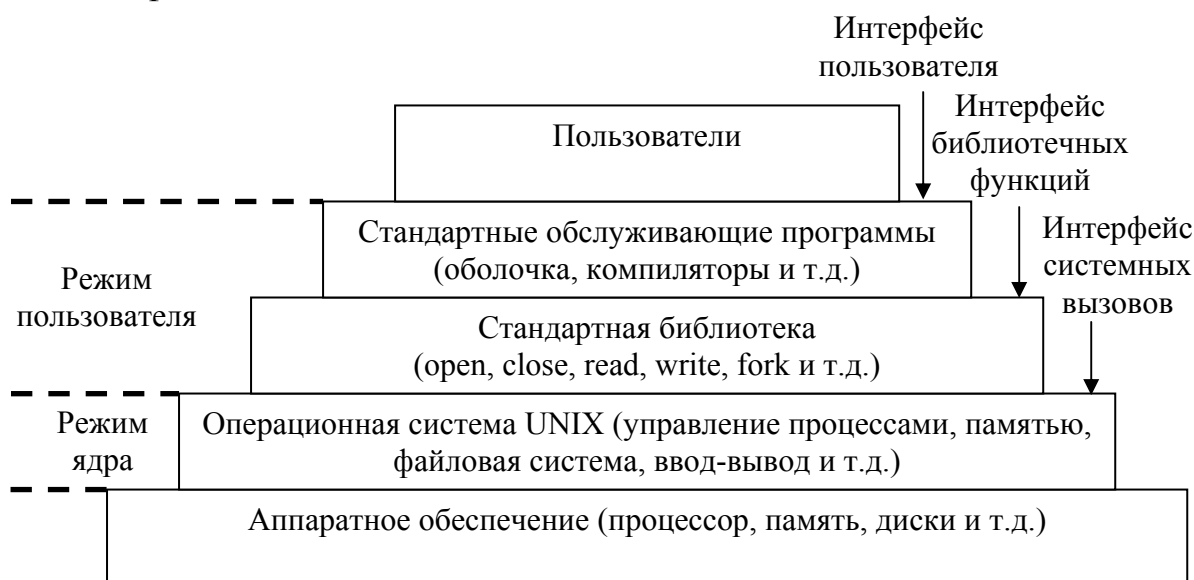 Интерфейс
пользователя
Интерфейс
библиотечных
функций
Интерфейс
системных
вызовов
Пользователи
Режим
пользователя
Стандартные обслуживающие программы
(оболочка, компиляторы и т.д.)
Стандартная библиотека
(open, close, read, write, fork и т.д.)
Режим
ядра
Операционная система UNIX (управление процессами, памятью,
файловая система, ввод-вывод и т.д.)
Аппаратное обеспечение (процессор, память, диски и т.д.)